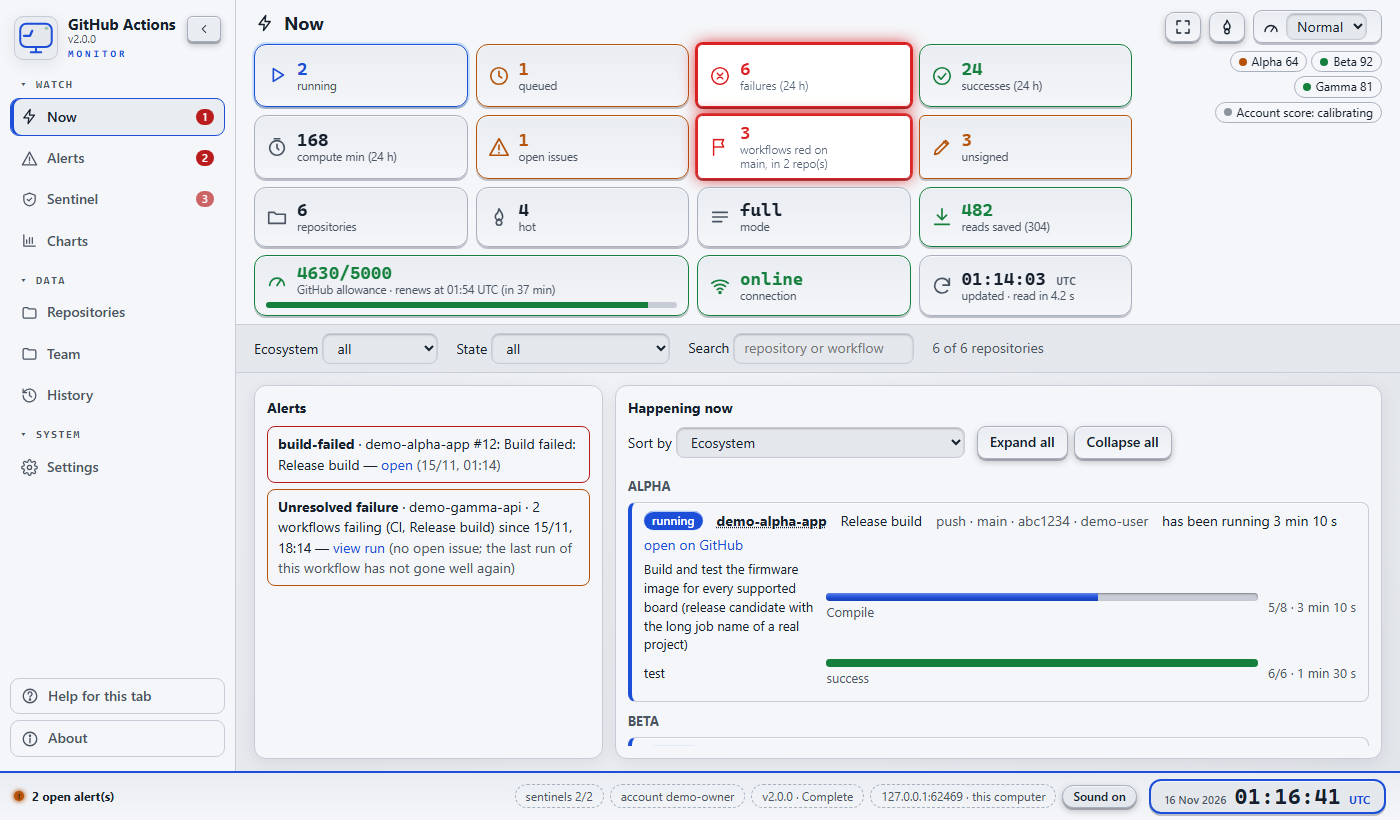 GitHub Actions
v2.0.0
MONITOR
WATCH
Now
1
Alerts
2
Sentinel
3
Charts
DATA
Repositories
Team
History
SYSTEM
Settings
Help for this tab
About
Now
Normal
Alpha 64
Beta 92
Gamma 81
Account score: calibrating
2
running
1
queued
6
failures (24 h)
24
successes (24 h)
168
compute min (24 h)
1
open issues
3
workflows red on
main, in 2 repo(s)
3
unsigned
6
repositories
4
hot
full
mode
482
reads saved (304)
4630/5000
GitHub allowance · renews at 01:54 UTC (in 37 min)
online
connection
01:14:03 UTC
updated · read in 4.2 s
Ecosystem all State all Search repository or workflow 6 of 6 repositories
Alerts
build-failed · demo-alpha-app #12: Build failed:
Release build — open (15/11, 01:14)
Unresolved failure · demo-gamma-api · 2
workflows failing (CI, Release build) since 15/11,
18:14 — view run (no open issue; the last run of
this workflow has not gone well again)
Happening now
Sort by Ecosystem Expand all Collapse all
ALPHA
running demo-alpha-app Release build push · main · abc1234 · demo-user has been running 3 min 10 s
open on GitHub
Build and test the firmware
image for every supported
board (release candidate with
the long job name of a real
project)
Compile
5/8 · 3 min 10 s
test
success
6/6 · 1 min 30 s
BETA
2 open alert(s)
sentinels 2/2
account demo-owner
v2.0.0 · Complete
127.0.0.1:62469 · this computer
Sound on
16 Nov 2026 01:16:41 UTC